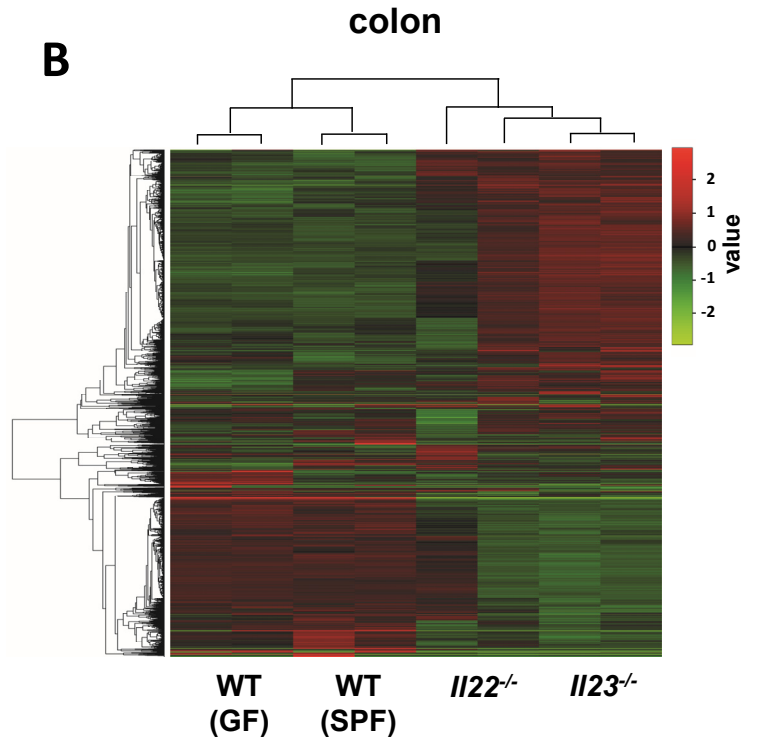 colon
B
2
1
0
-1
-2
value
WT
(GF)
WT
(SPF)
Il22-/-
Il23-/-